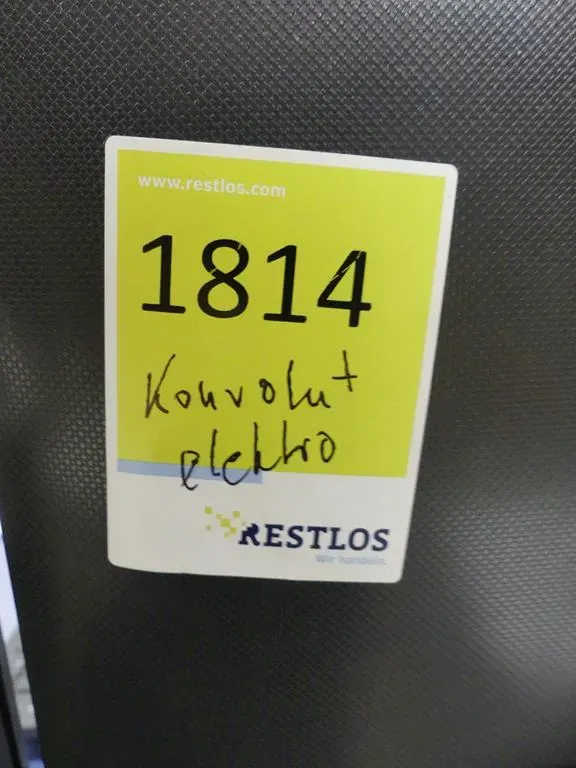 www.restlos.com
1814
Konvolut
elektro
RESTLOS
Wir handeln.